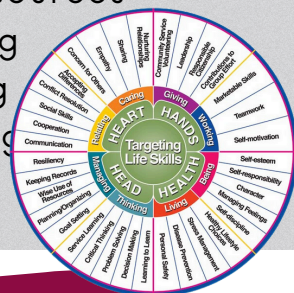 Targeting
Life Skills
HEART
HANDS
HEALTH
HEAD
Relating
Caring
Giving
Working
Being
Living
Thinking
Managing
Communication
Cooperation
Social Skills
Conflict Resolution
Accepting
Differences
Concern for Others
Empathy
Sharing
Nurturing
Relationships
Community Service
Volunteering
Leadership
Responsible
Citizenship
Contributions to
Group Effort
Marketable Skills
Teamwork
Self-motivation
Self-esteem
Self-responsibility
Character
Managing Feelings
Self-discipline
Healthy Lifestyle
Choices
Stress Management
Disease Prevention
Personal Safety
Learning to Learn
Decision Making
Problem Solving
Critical Thinking
Service Learning
Goal Setting
Planning/Organizing
Wise Use of
Resources
Keeping Records
Resiliency